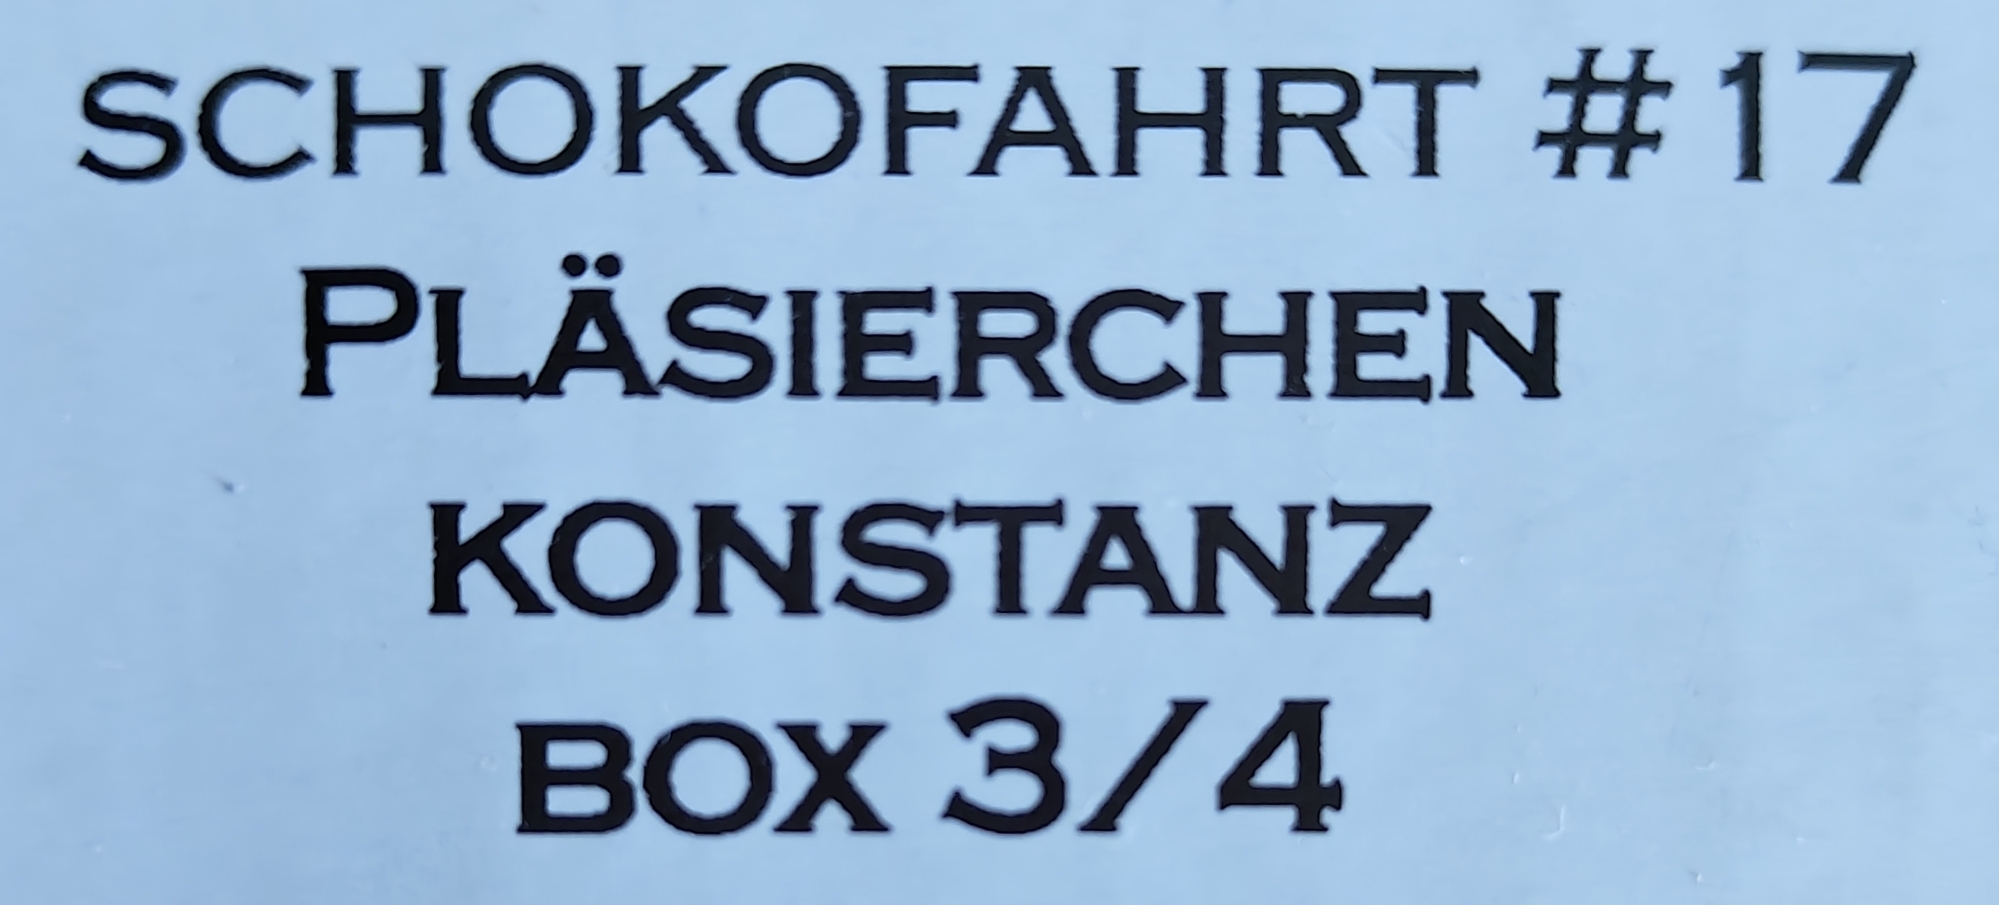 SCHOKOFAHRT #17
PLÄSIERCHEN
KONSTANZ
BOX 3/4